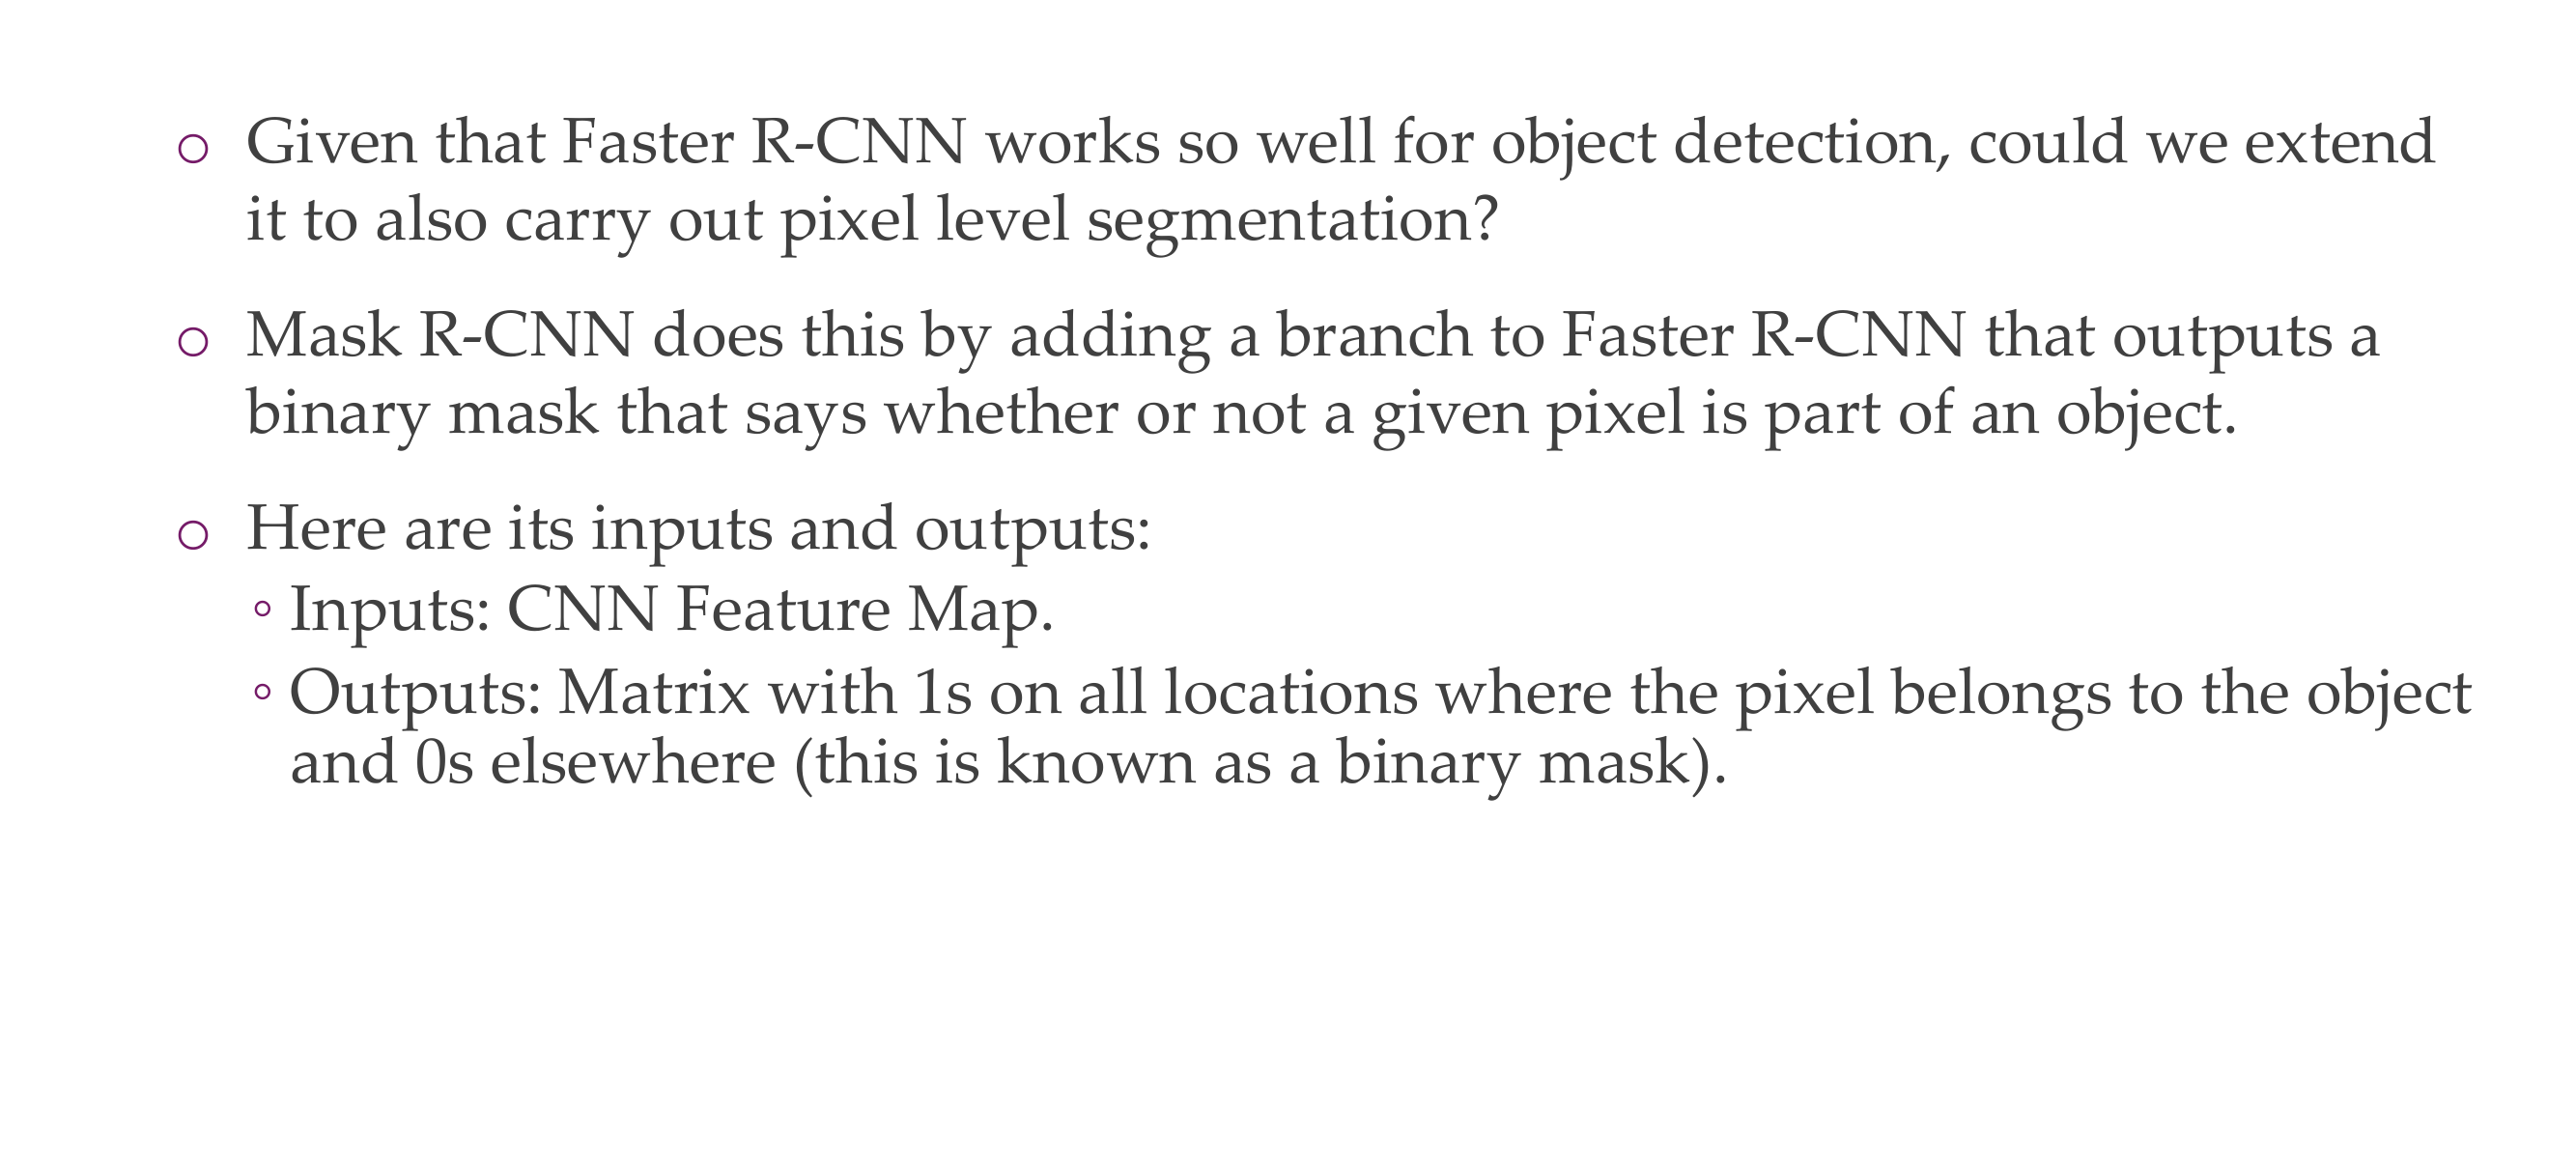 ○ Given that Faster R-CNN works so well for object detection, could we extend
it to also carry out pixel level segmentation?
○ Mask R-CNN does this by adding a branch to Faster R-CNN that outputs a
binary mask that says whether or not a given pixel is part of an object.
○ Here are its inputs and outputs:
◦ Inputs: CNN Feature Map.
◦ Outputs: Matrix with 1s on all locations where the pixel belongs to the object
and 0s elsewhere (this is known as a binary mask).